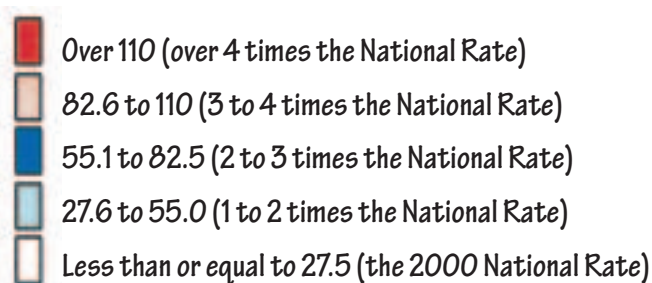 Over 110 (over 4 times the National Rate)
82.6 to 110 (3 to 4 times the National Rate)
55.1 to 82.5 (2 to 3 times the National Rate)
27.6 to 55.0 (1 to 2 times the National Rate)
Less than or equal to 27.5 (the 2000 National Rate)